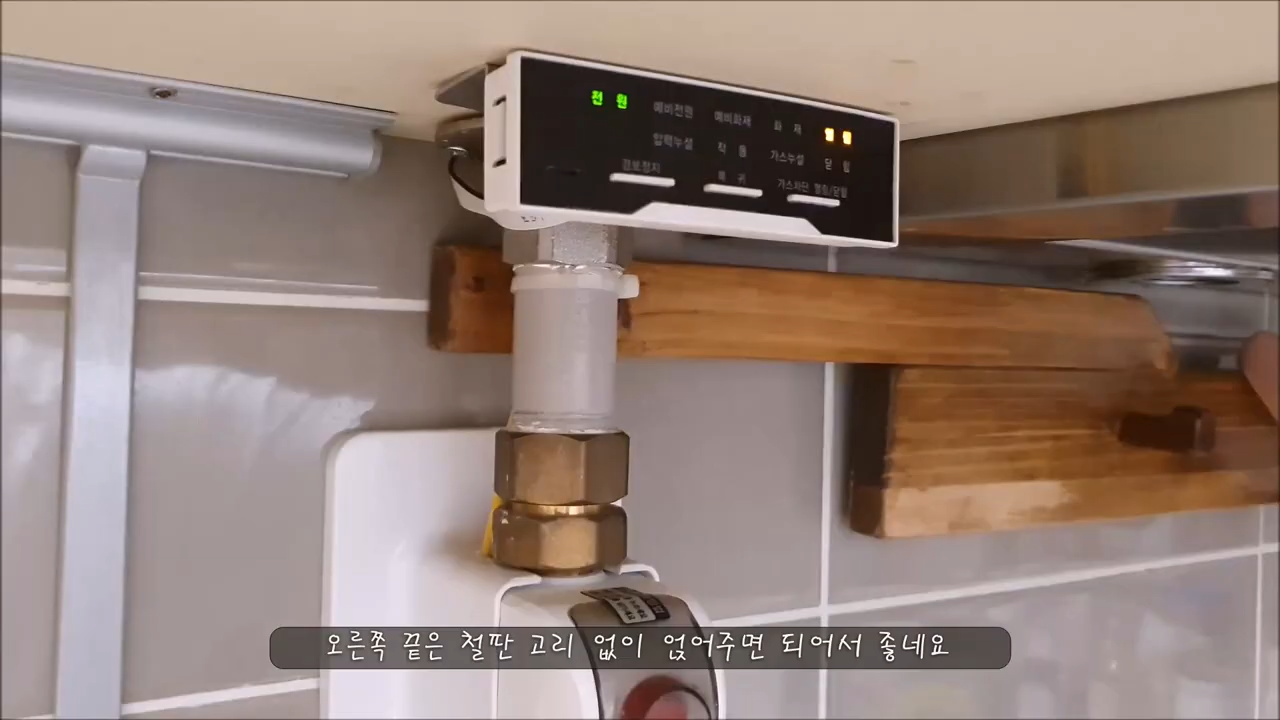 전 원 예비전원 예비화재 화 재 열 림
압력누설 작 동 가스누설 닫 힘
경보정지 복 귀 가스차단 열림/닫힘
오른쪽 끝은 철판 고리 없이 얹어주면 되어서 좋네요